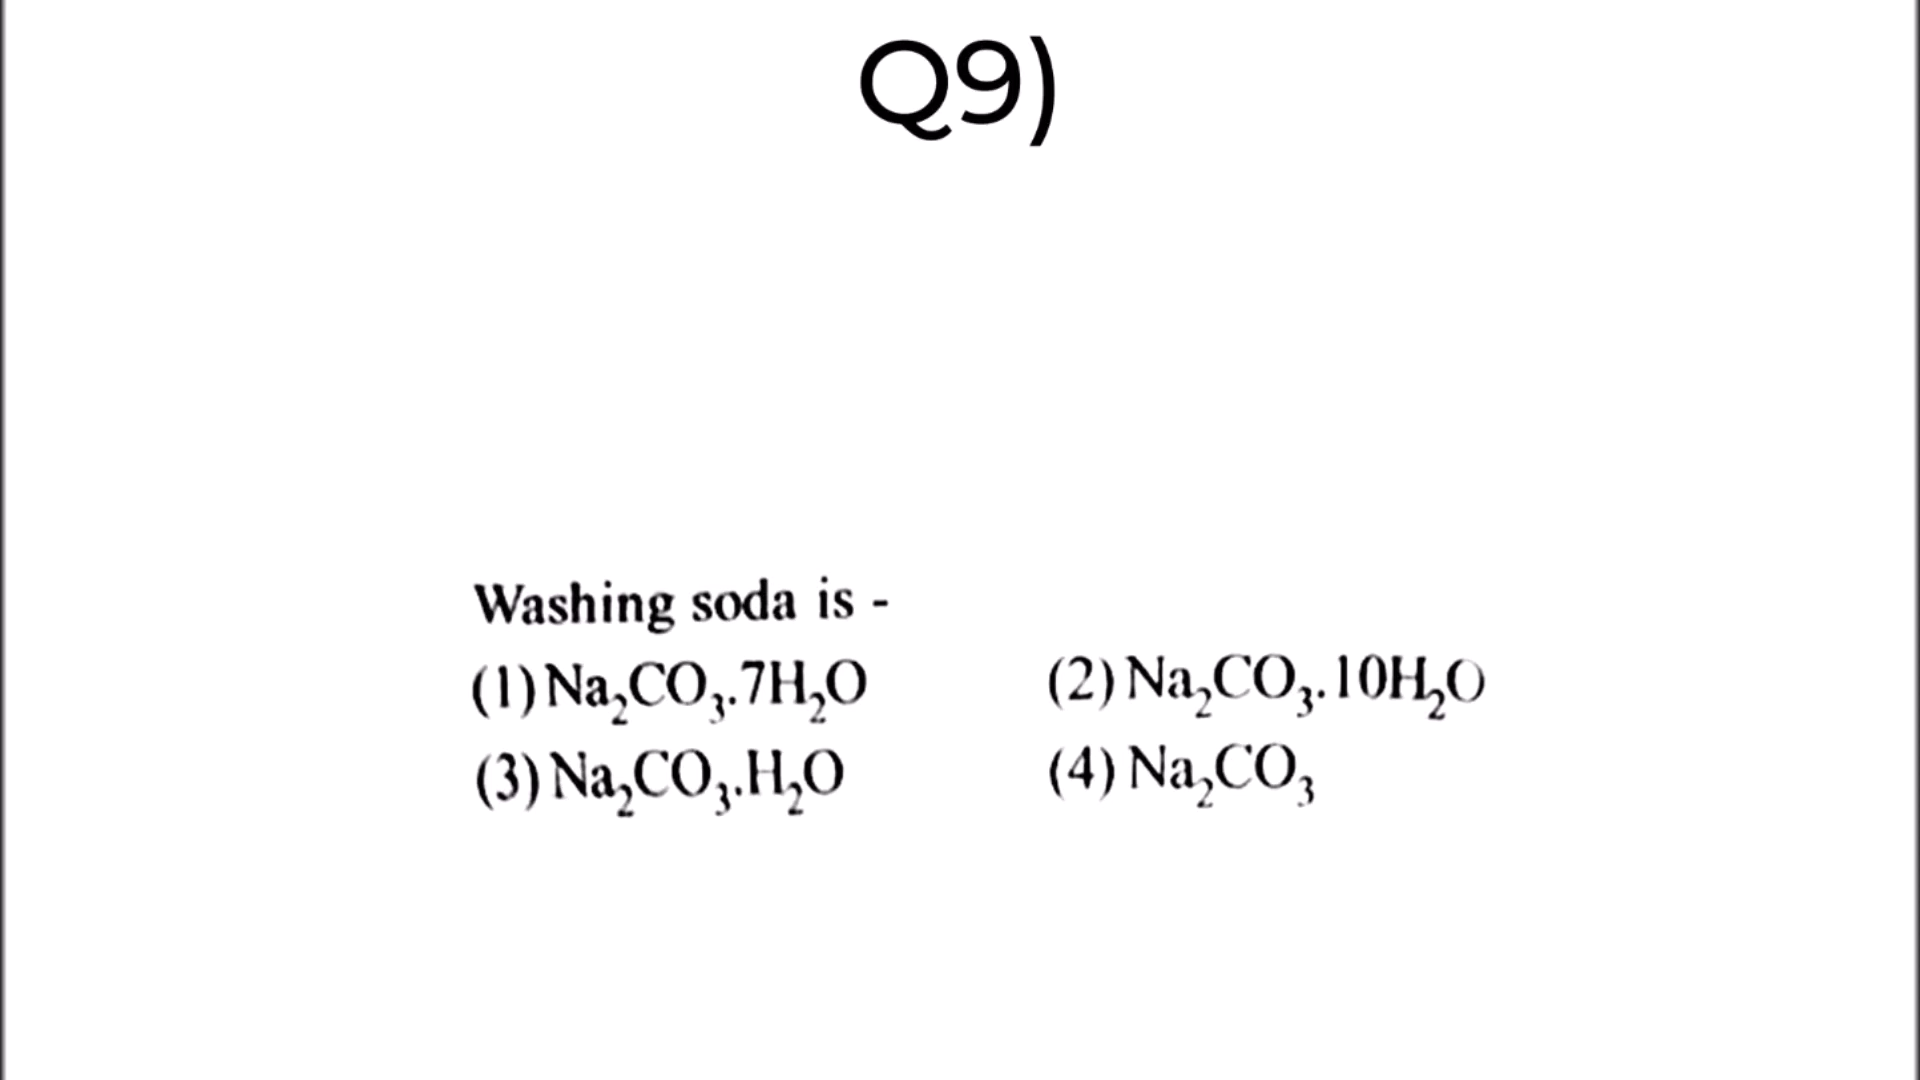 Q9)
Washing soda is -
(1) Na₂CO₃.7H₂O (2) Na₂CO₃.10H₂O
(3) Na₂CO₃.H₂O (4) Na₂CO₃